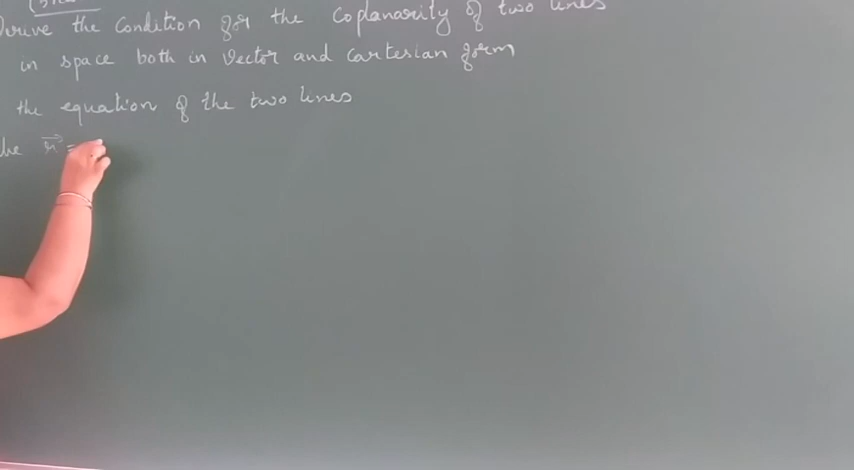 Derive the Condition for the Coplanarity of two lines
in space both in Vector and cartesian form
the equation of the two lines
be r⃗ =